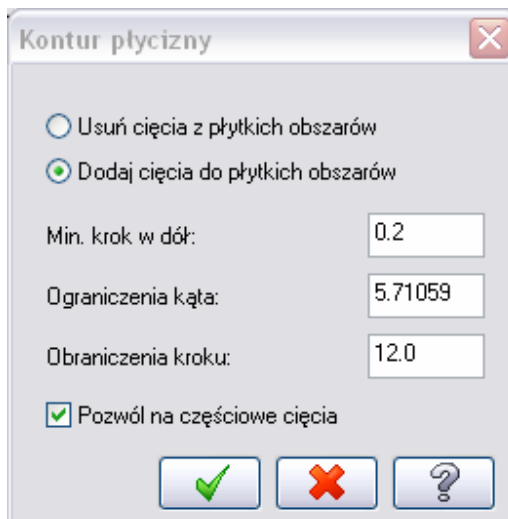 Kontur płycizny
Usuń cięcia z płytkich obszarów
Dodaj cięcia do płytkich obszarów
Min. krok w dół: 0.2
Ograniczenia kąta: 5.71059
Obraniczenia kroku: 12.0
Pozwól na częściowe cięcia